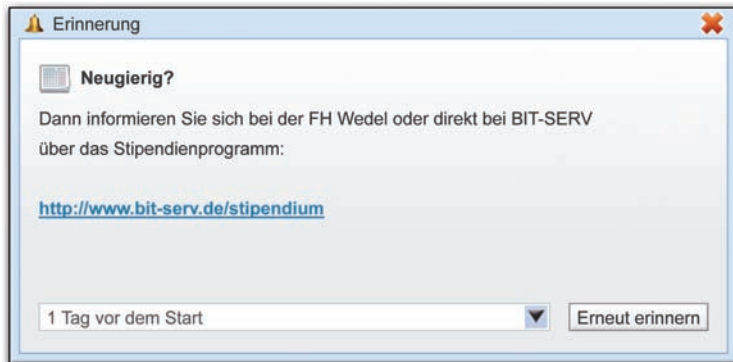 Erinnerung
Neugierig?
Dann informieren Sie sich bei der FH Wedel oder direkt bei BIT-SERV
über das Stipendienprogramm:
http://www.bit-serv.de/stipendium
1 Tag vor dem Start
Erneut erinnern